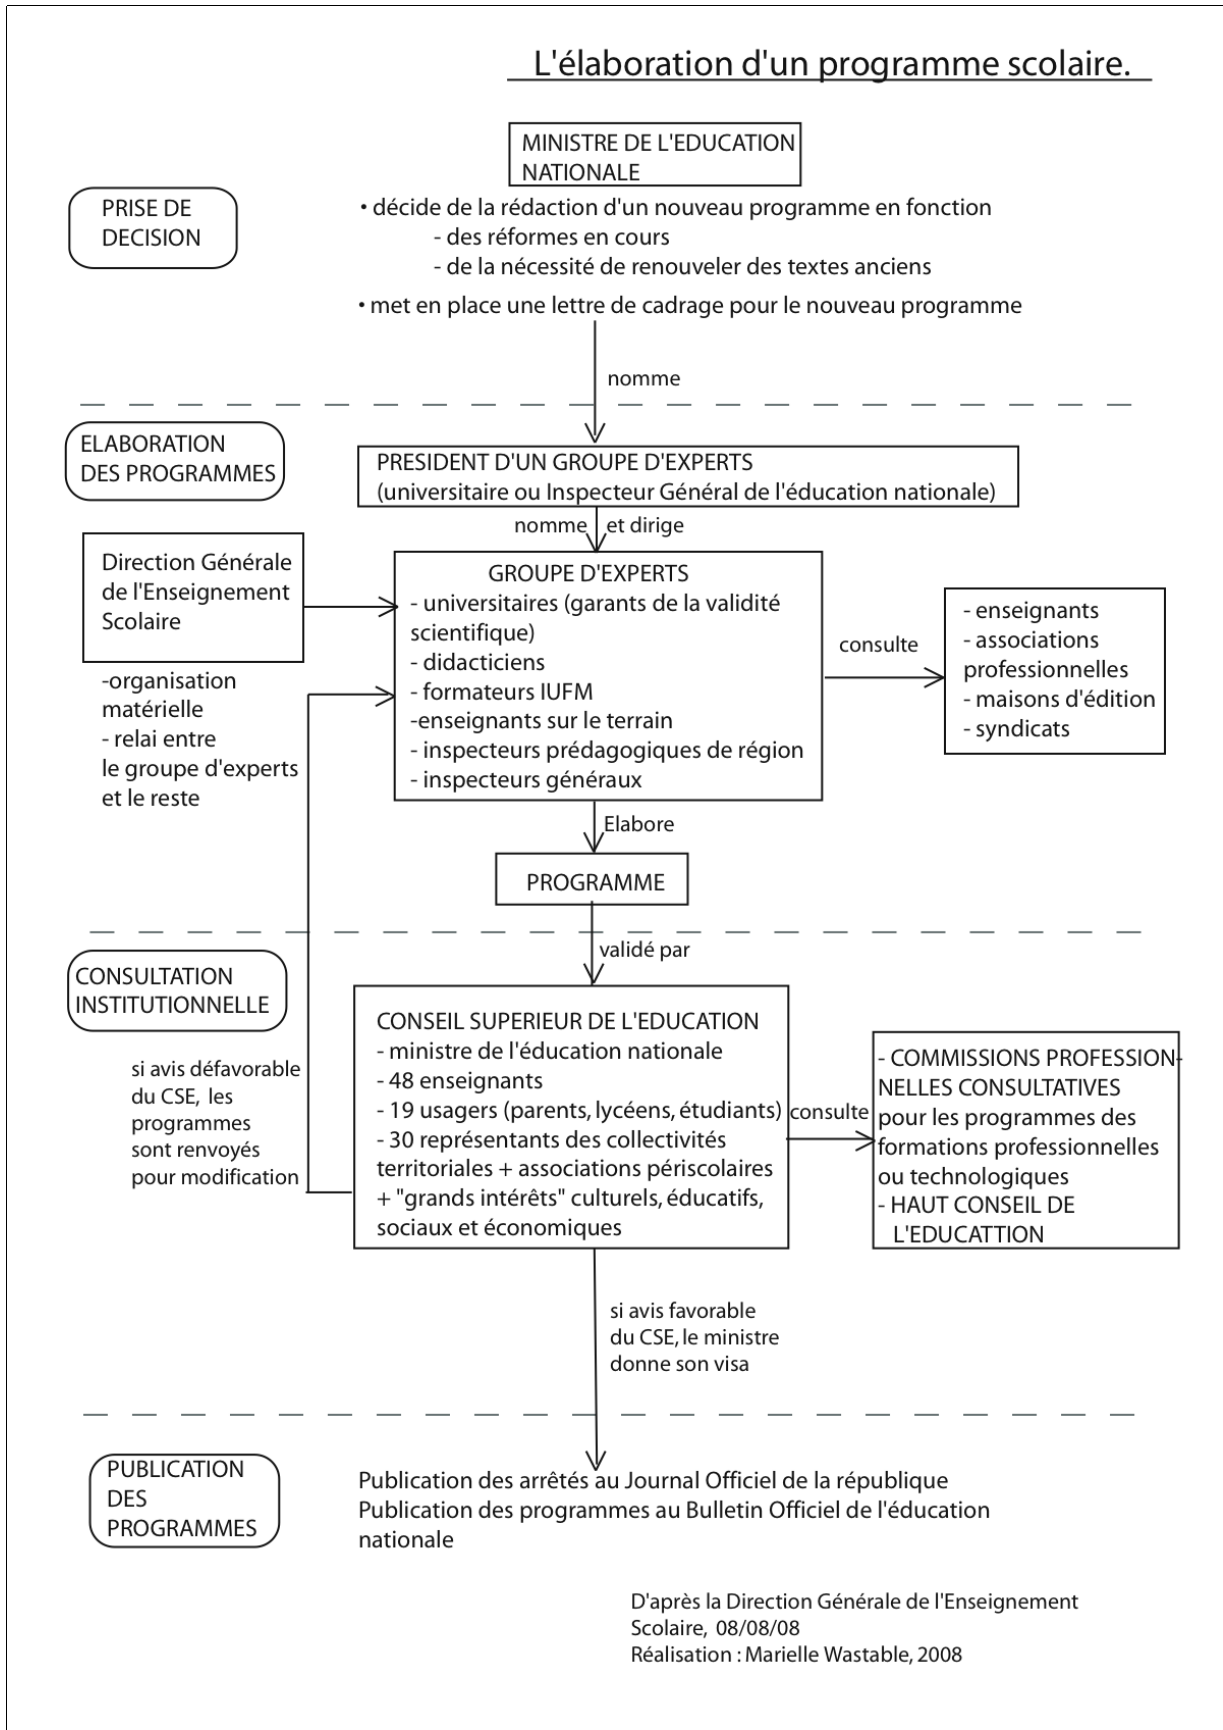 L'élaboration d'un programme scolaire.
MINISTRE DE L'EDUCATION
NATIONALE
PRISE DE
DECISION
• décide de la rédaction d'un nouveau programme en fonction
- des réformes en cours
- de la nécessité de renouveler des textes anciens
• met en place une lettre de cadrage pour le nouveau programme
nomme
ELABORATION
DES PROGRAMMES
PRESIDENT D'UN GROUPE D'EXPERTS
(universitaire ou Inspecteur Général de l'éducation nationale)
nomme et dirige
Direction Générale
de l'Enseignement
Scolaire
-organisation
matérielle
- relai entre
le groupe d'experts
et le reste
GROUPE D'EXPERTS
- universitaires (garants de la validité
scientifique)
- didacticiens
- formateurs IUFM
-enseignants sur le terrain
- inspecteurs prédagogiques de région
- inspecteurs généraux
consulte
- enseignants
- associations
professionnelles
- maisons d'édition
- syndicats
Elabore
PROGRAMME
validé par
CONSULTATION
INSTITUTIONNELLE
si avis défavorable
du CSE, les
programmes
sont renvoyés
pour modification
CONSEIL SUPERIEUR DE L'EDUCATION
- ministre de l'éducation nationale
- 48 enseignants
- 19 usagers (parents, lycéens, étudiants)
- 30 représentants des collectivités
territoriales + associations périscolaires
+ "grands intérêts" culturels, éducatifs,
sociaux et économiques
consulte
- COMMISSIONS PROFESSION-
NELLES CONSULTATIVES
pour les programmes des
formations professionnelles
ou technologiques
- HAUT CONSEIL DE
L'EDUCATTION
si avis favorable
du CSE, le ministre
donne son visa
PUBLICATION
DES
PROGRAMMES
Publication des arrêtés au Journal Officiel de la république
Publication des programmes au Bulletin Officiel de l'éducation
nationale
D'après la Direction Générale de l'Enseignement
Scolaire, 08/08/08
Réalisation : Marielle Wastable, 2008